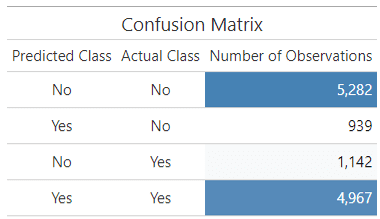 Confusion Matrix
Predicted Class Actual Class Number of Observations
No No 5,282
Yes No 939
No Yes 1,142
Yes Yes 4,967